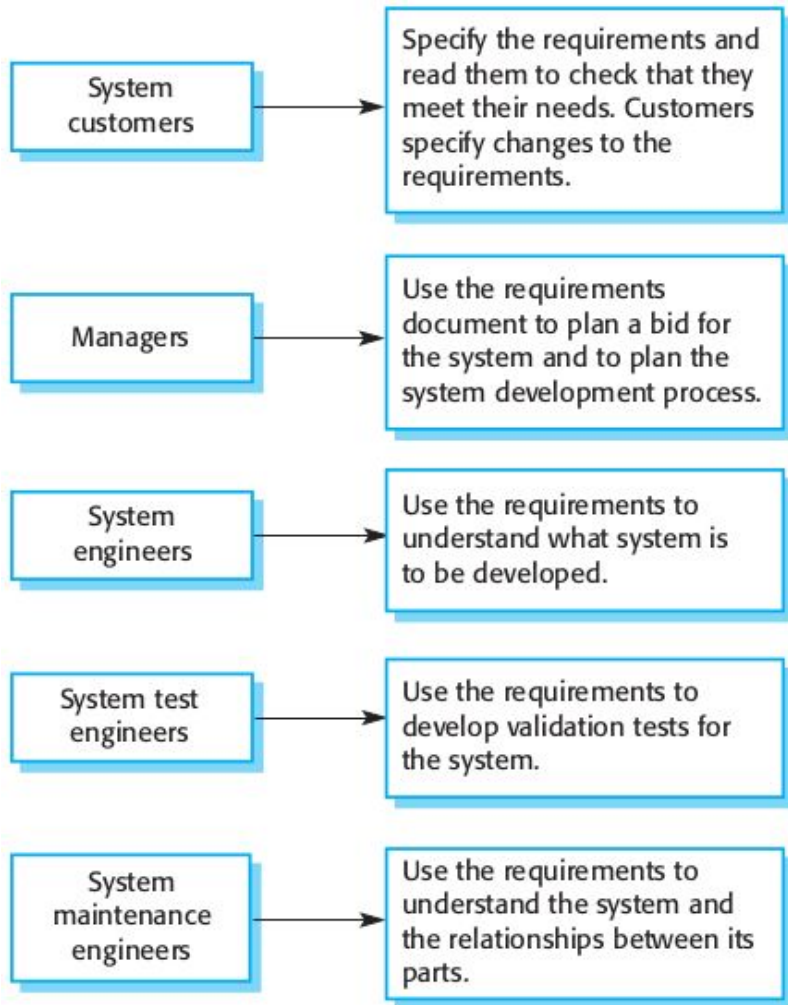 System
customers
Specify the requirements and
read them to check that they
meet their needs. Customers
specify changes to the
requirements.
Managers
Use the requirements
document to plan a bid for
the system and to plan the
system development process.
System
engineers
Use the requirements to
understand what system is
to be developed.
System test
engineers
Use the requirements to
develop validation tests for
the system.
System
maintenance
engineers
Use the requirements to
understand the system and
the relationships between its
parts.